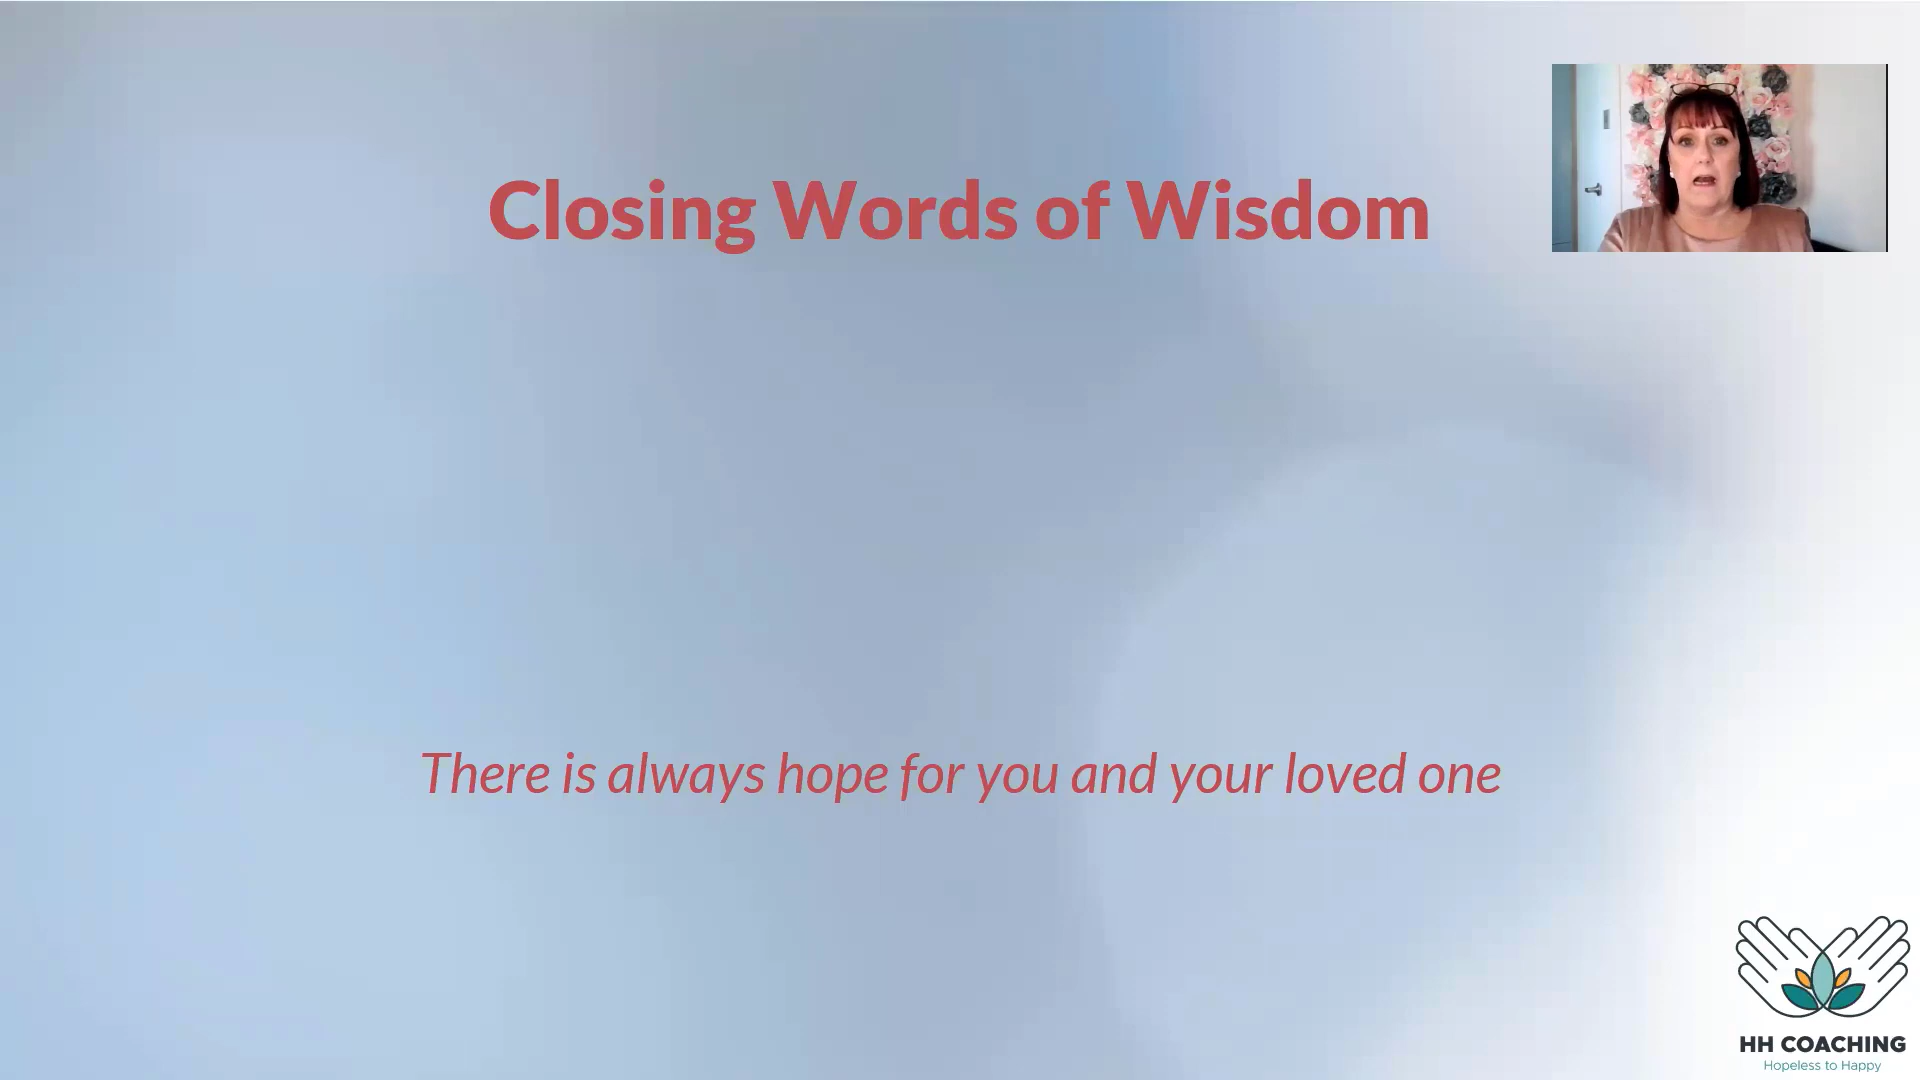 Closing Words of Wisdom
There is always hope for you and your loved one
HH COACHING
Hopeless to Happy